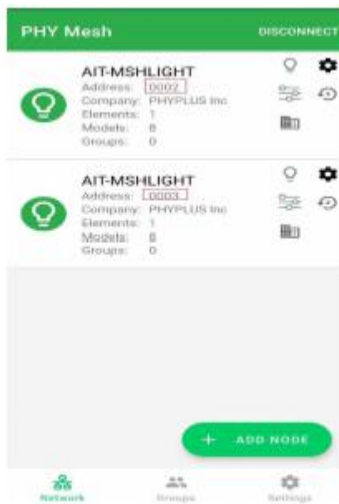 PHY Mesh DISCONNECT
AIT-MSHLIGHT
Address: 0002
Company: PHYPLUS Inc
Elements: 1
Models: 8
Groups: 0
AIT-MSHLIGHT
Address: 0003
Company: PHYPLUS Inc
Elements: 1
Models: 8
Groups: 0
+ ADD NODE
Network Groups Settings